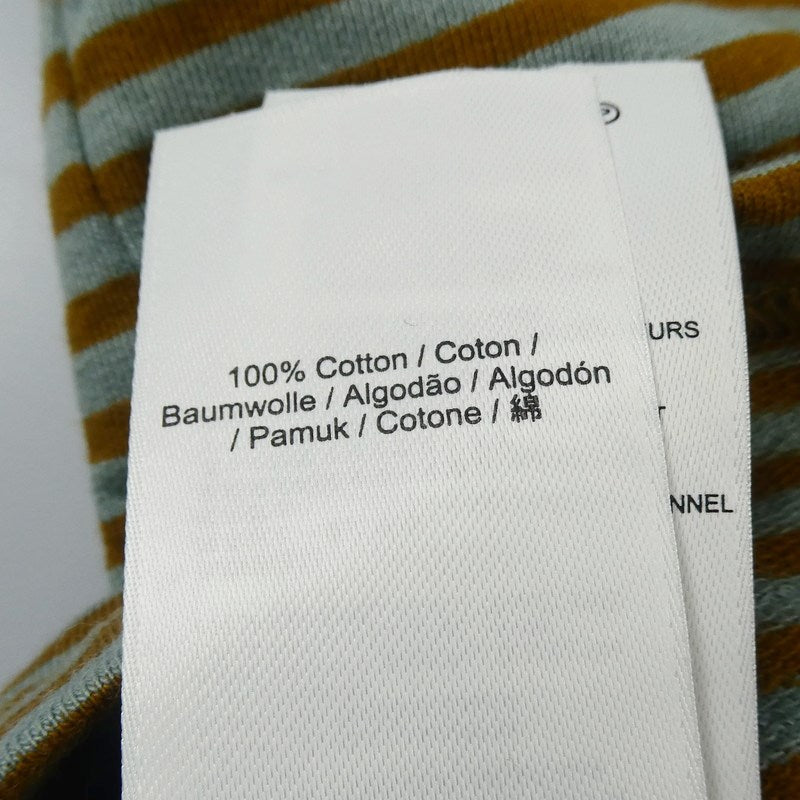 100% Cotton / Coton /
Baumwolle / Algodão / Algodón
/ Pamuk / Cotone / 綿
URS
T
NNEL